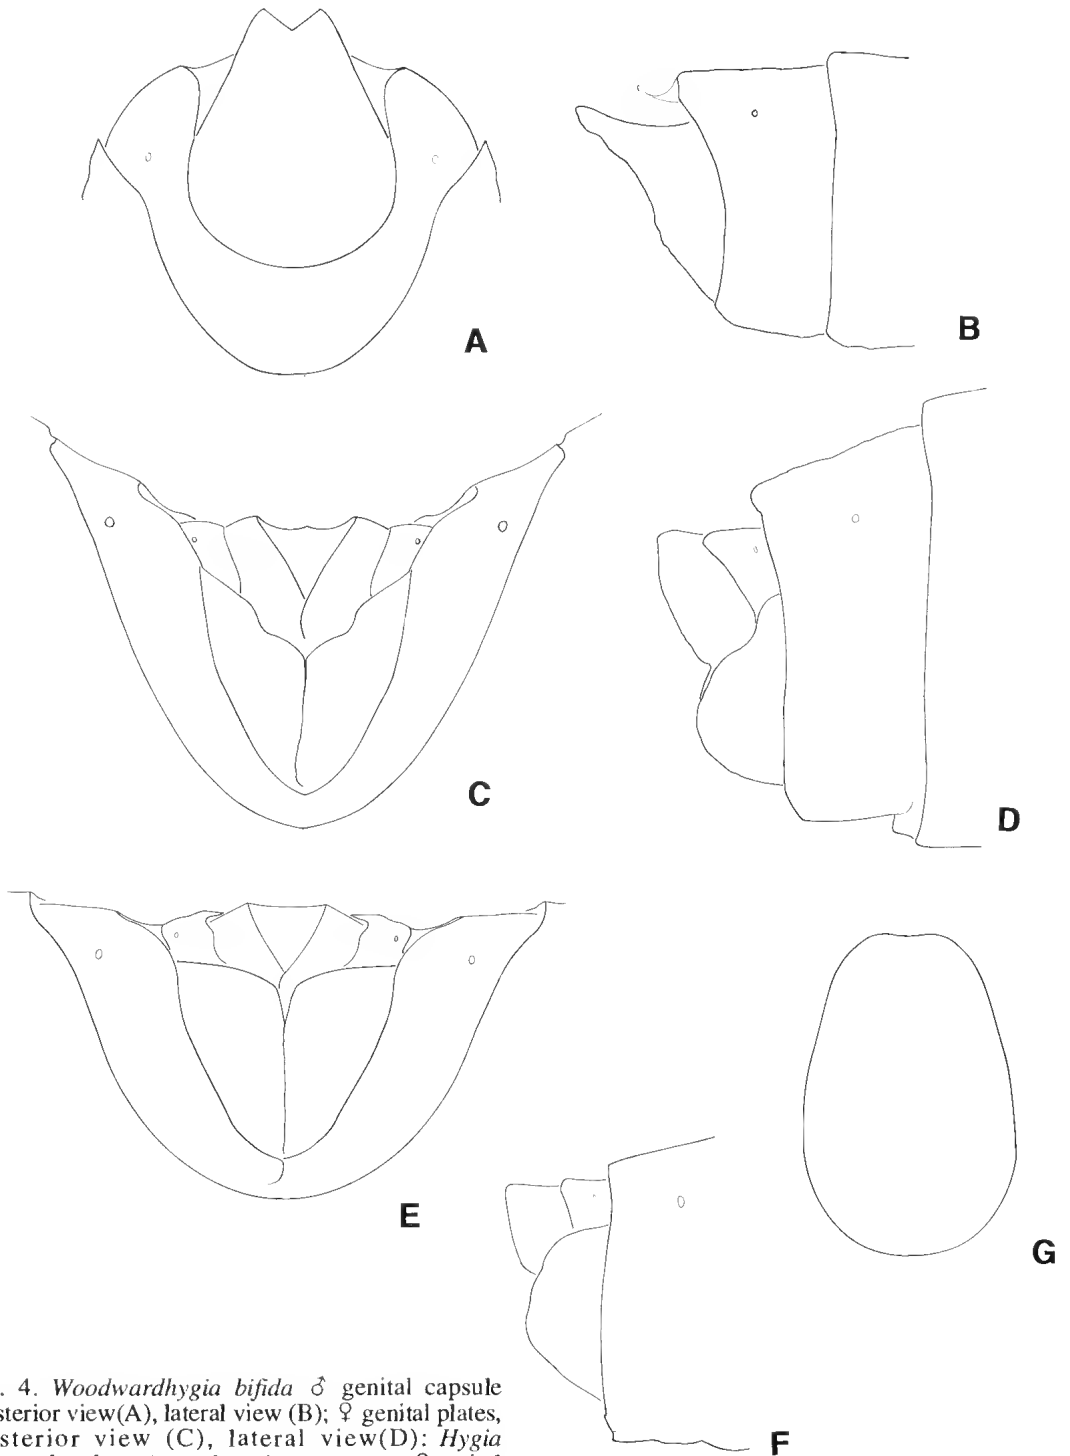 A
B
C
D
E
G
F
. 4. Woodwardhygia bifida ♂ genital capsule
sterior view(A), lateral view (B); ♀ genital plates,
sterior view (C), lateral view(D); Hygia